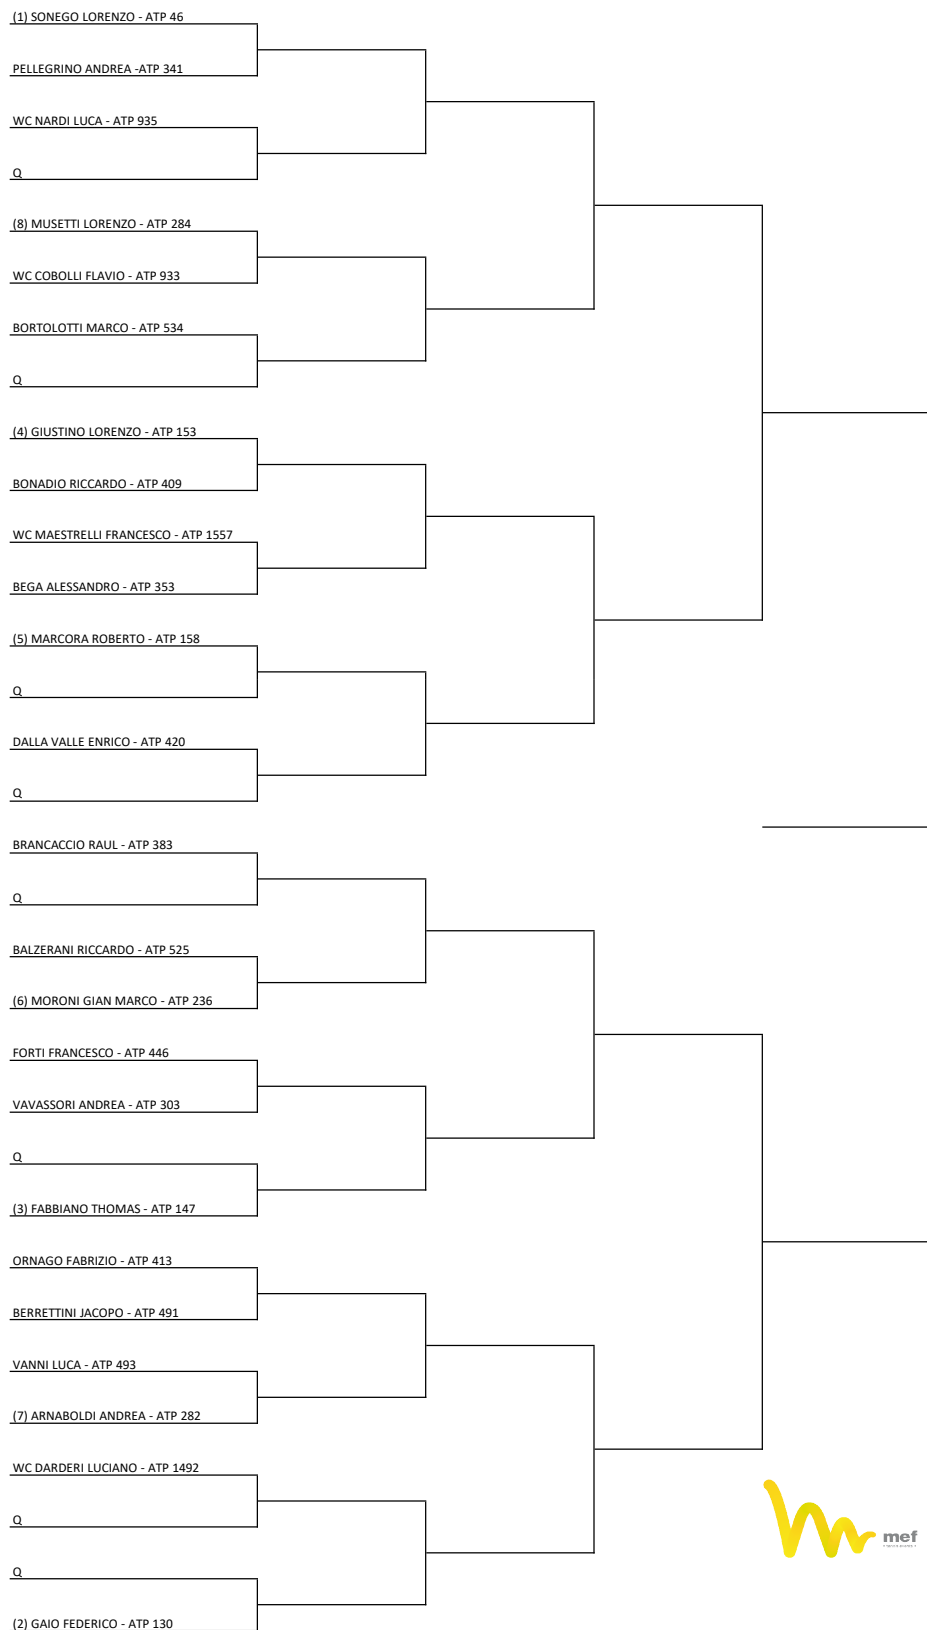 (1) SONEGO LORENZO - ATP 46
PELLEGRINO ANDREA -ATP 341
WC NARDI LUCA - ATP 935
Q
(8) MUSETTI LORENZO - ATP 284
WC COBOLLI FLAVIO - ATP 933
BORTOLOTTI MARCO - ATP 534
Q
(4) GIUSTINO LORENZO - ATP 153
BONADIO RICCARDO - ATP 409
WC MAESTRELLI FRANCESCO - ATP 1557
BEGA ALESSANDRO - ATP 353
(5) MARCORA ROBERTO - ATP 158
Q
DALLA VALLE ENRICO - ATP 420
Q
BRANCACCIO RAUL - ATP 383
Q
BALZERANI RICCARDO - ATP 525
(6) MORONI GIAN MARCO - ATP 236
FORTI FRANCESCO - ATP 446
VAVASSORI ANDREA - ATP 303
Q
(3) FABBIANO THOMAS - ATP 147
ORNAGO FABRIZIO - ATP 413
BERRETTINI JACOPO - ATP 491
VANNI LUCA - ATP 493
(7) ARNABOLDI ANDREA - ATP 282
WC DARDERI LUCIANO - ATP 1492
Q
Q
(2) GAIO FEDERICO - ATP 130
mef